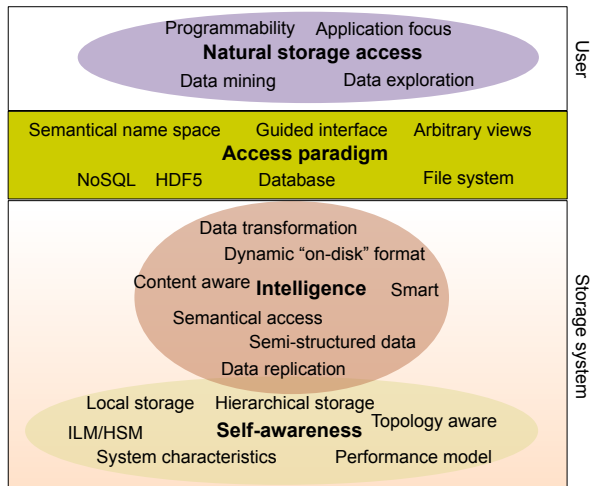 Programmability Application focus
Natural storage access
Data mining Data exploration
User
Semantical name space Guided interface Arbitrary views
Access paradigm
NoSQL HDF5 Database File system
Data transformation
Dynamic “on-disk” format
Content aware Intelligence Smart
Semantical access
Semi-structured data
Data replication
Local storage Hierarchical storage
ILM/HSM Self-awareness Topology aware
System characteristics Performance model
Storage system